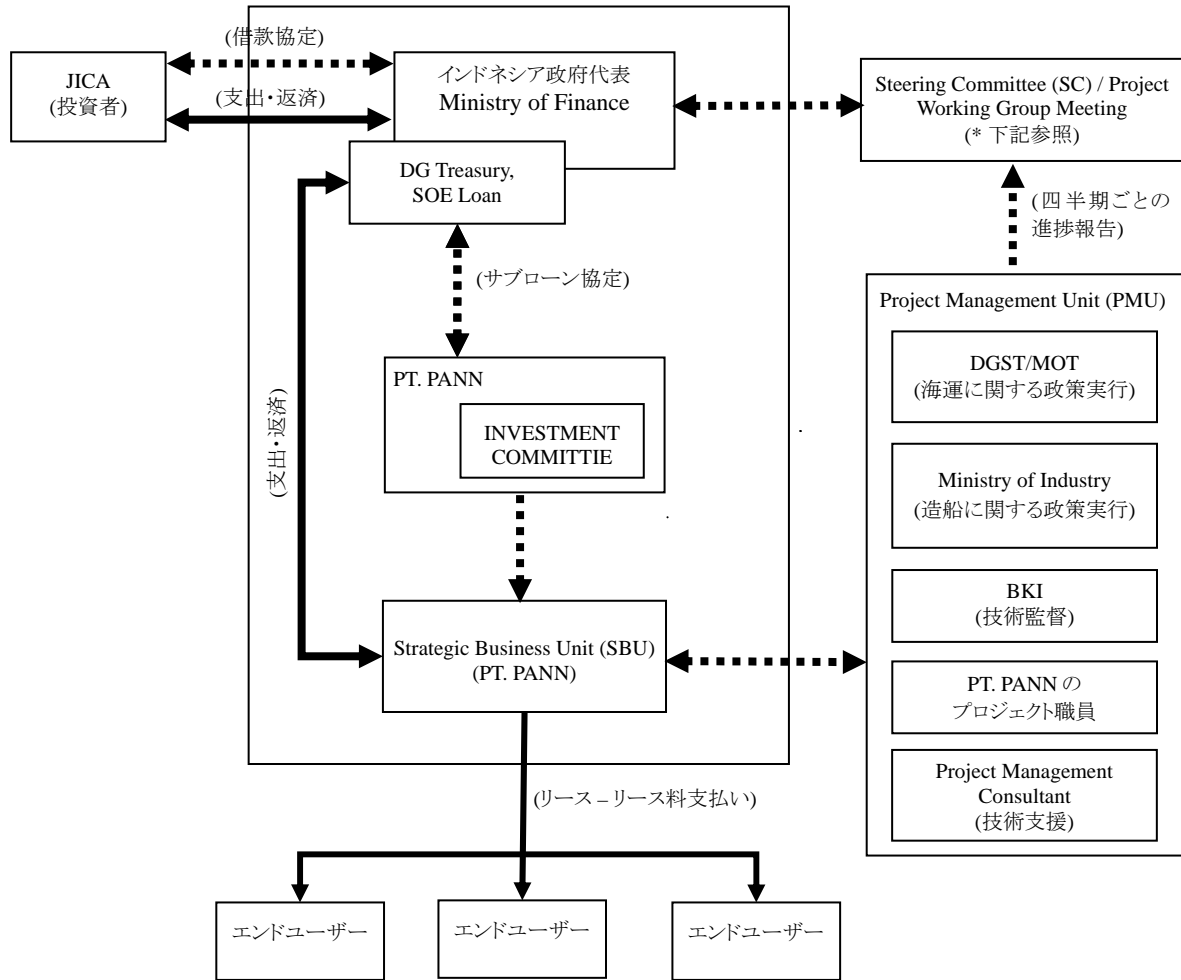 (借款協定)
JICA
(投資者)
(支出・返済)
インドネシア政府代表
Ministry of Finance
Steering Committee (SC) / Project
Working Group Meeting
(* 下記参照)
DG Treasury,
SOE Loan
(四半期ごとの
進捗報告)
(サブローン協定)
(支出・返済)
PT. PANN
INVESTMENT
COMMITTIE
Strategic Business Unit (SBU)
(PT. PANN)
Project Management Unit (PMU)
DGST/MOT
(海運に関する政策実行)
Ministry of Industry
(造船に関する政策実行)
BKI
(技術監督)
PT. PANN の
プロジェクト職員
Project Management
Consultant
(技術支援)
(リース – リース料支払い)
エンドユーザー
エンドユーザー
エンドユーザー